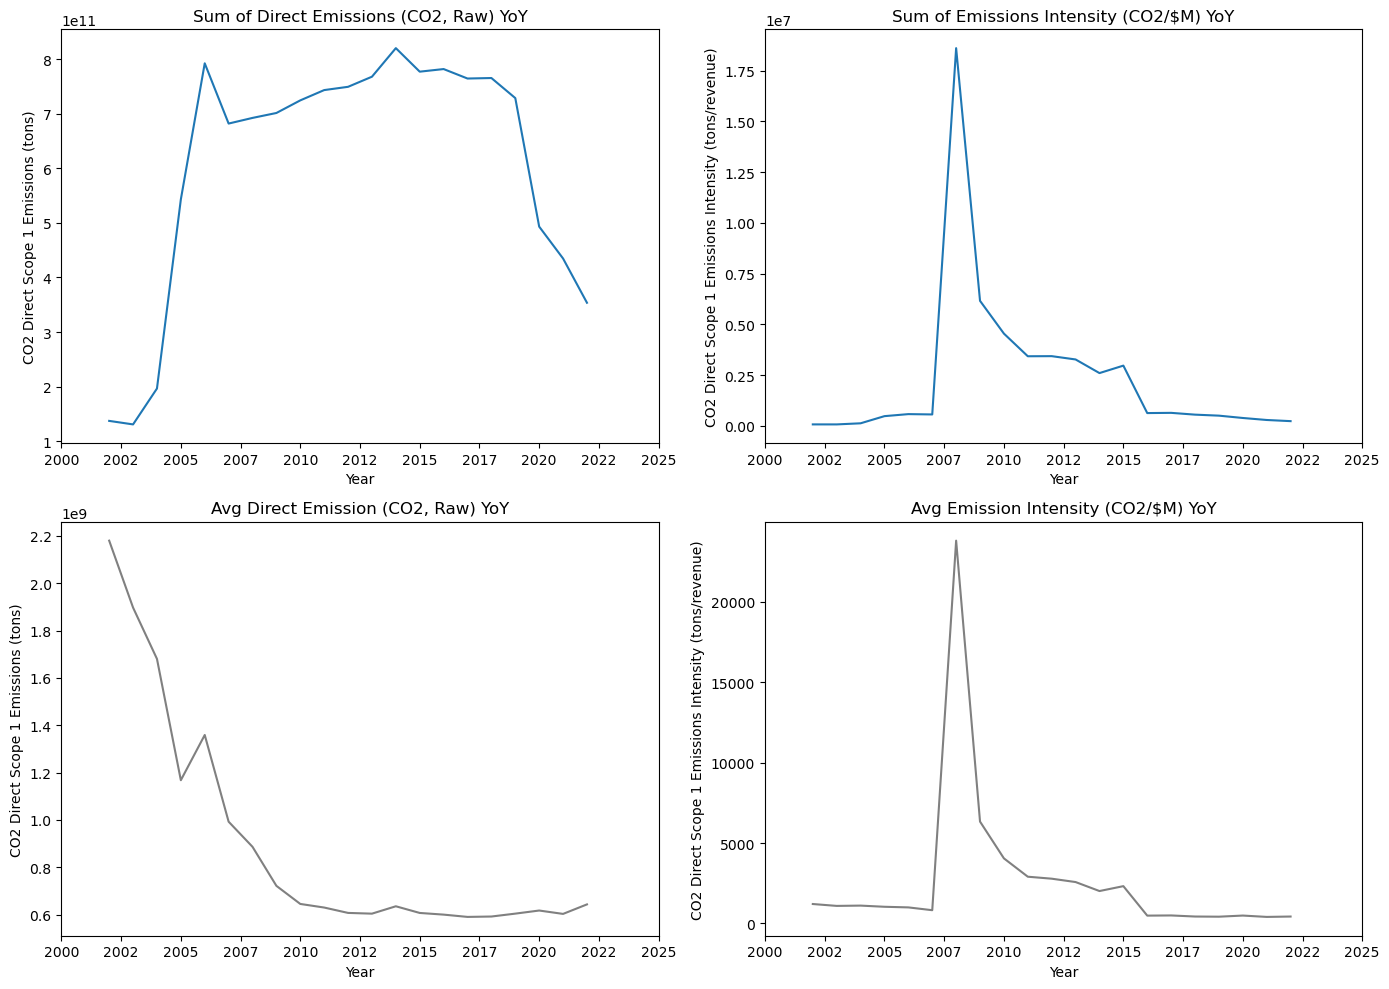 Sum of Direct Emissions (CO2, Raw) YoY
1e11
CO2 Direct Scope 1 Emissions (tons)
8
7
6
5
4
3
2
1
2000 2002 2005 2007 2010 2012 2015 2017 2020 2022 2025
Year
Sum of Emissions Intensity (CO2/$M) YoY
1e7
CO2 Direct Scope 1 Emissions Intensity (tons/revenue)
1.75
1.50
1.25
1.00
0.75
0.50
0.25
0.00
2000 2002 2005 2007 2010 2012 2015 2017 2020 2022 2025
Year
Avg Direct Emission (CO2, Raw) YoY
1e9
CO2 Direct Scope 1 Emissions (tons)
2.2
2.0
1.8
1.6
1.4
1.2
1.0
0.8
0.6
2000 2002 2005 2007 2010 2012 2015 2017 2020 2022 2025
Year
Avg Emission Intensity (CO2/$M) YoY
CO2 Direct Scope 1 Emissions Intensity (tons/revenue)
20000
15000
10000
5000
0
2000 2002 2005 2007 2010 2012 2015 2017 2020 2022 2025
Year